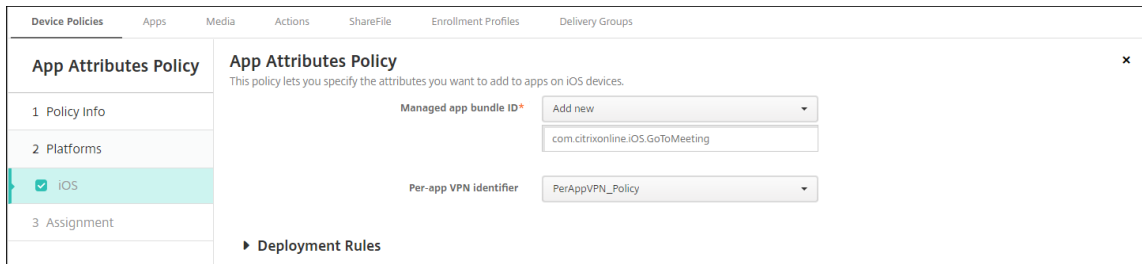 Device Policies Apps Media Actions ShareFile Enrollment Profiles Delivery Groups
App Attributes Policy
1 Policy Info
2 Platforms
iOS
3 Assignment
App Attributes Policy
This policy lets you specify the attributes you want to add to apps on iOS devices.
Managed app bundle ID* Add new
com.citrixonline.iOS.GoToMeeting
Per-app VPN identifier PerAppVPN_Policy
Deployment Rules